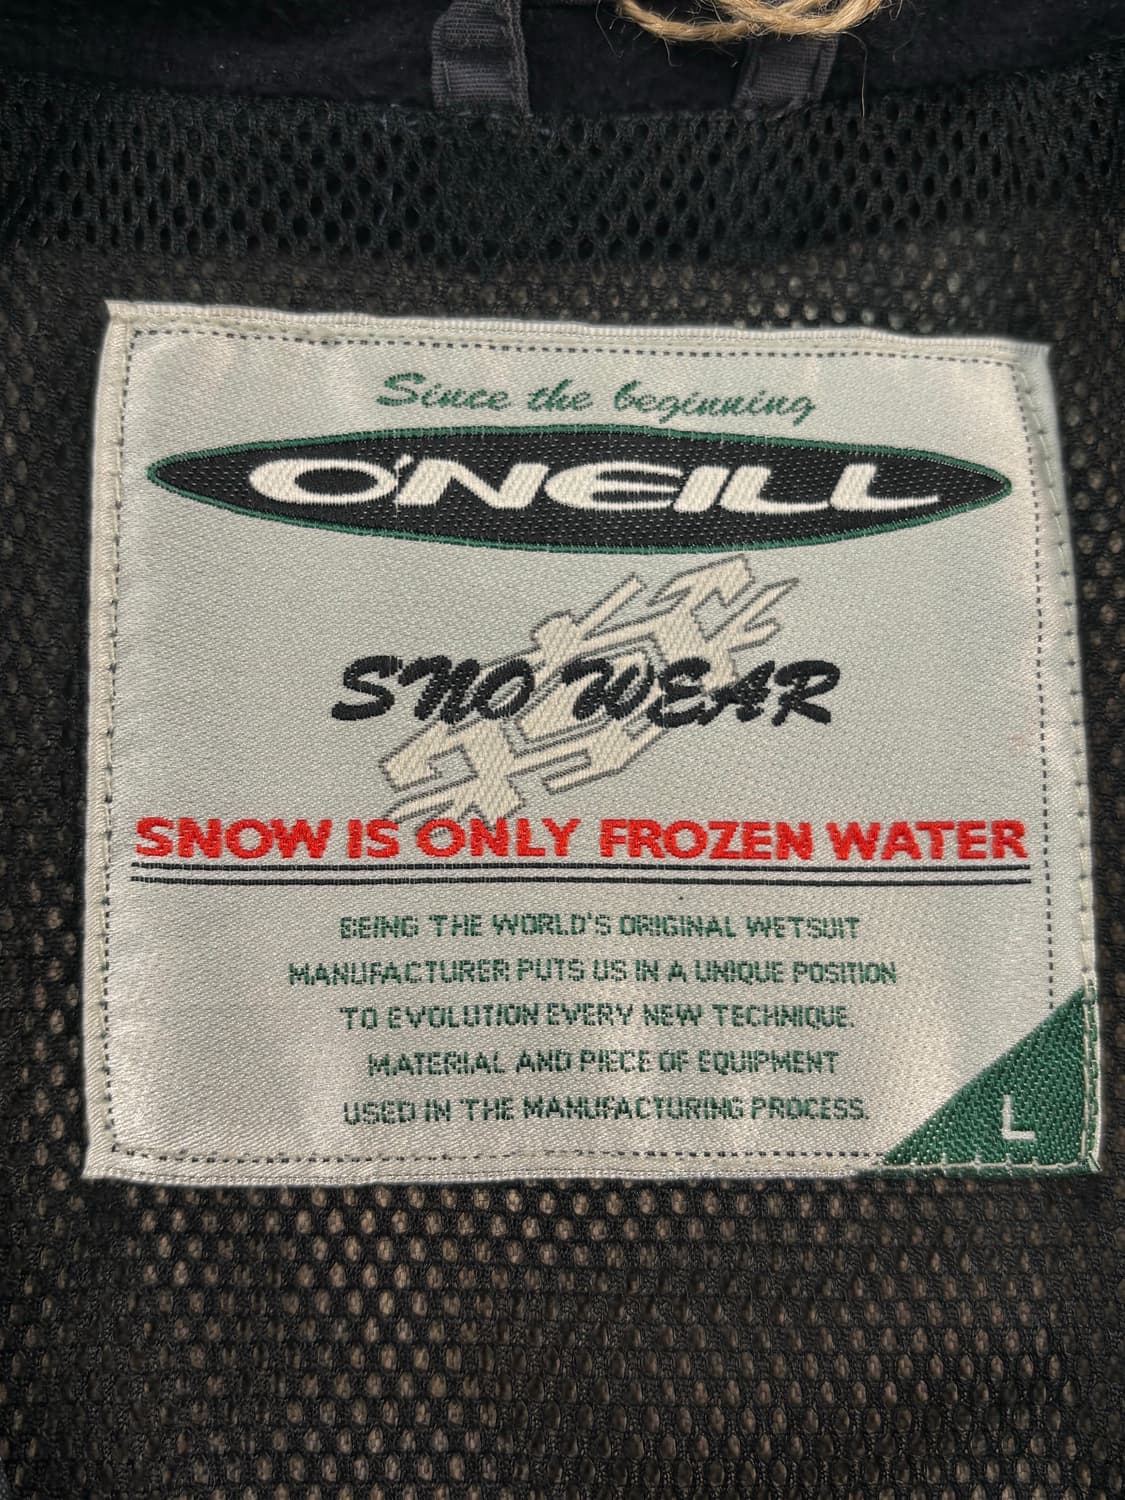 Since the beginning
O'NEILL
S'NO WEAR
SNOW IS ONLY FROZEN WATER
BEING THE WORLD'S ORIGINAL WETSUIT
MANUFACTURER PUTS US IN A UNIQUE POSITION
TO EVOLUTION EVERY NEW TECHNIQUE.
MATERIAL AND PIECE OF EQUIPMENT
USED IN THE MANUFACTURING PROCESS.
L